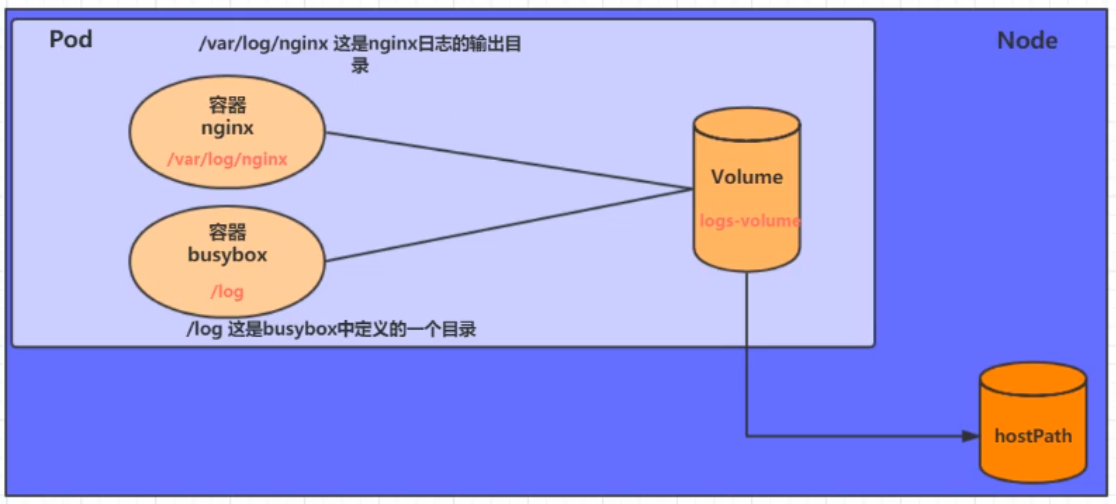 Pod
/var/log/nginx 这是nginx日志的输出目
录
Node
容器
nginx
/var/log/nginx
Volume
logs-volume
容器
busybox
/log
/log 这是busybox中定义的一个目录
hostPath